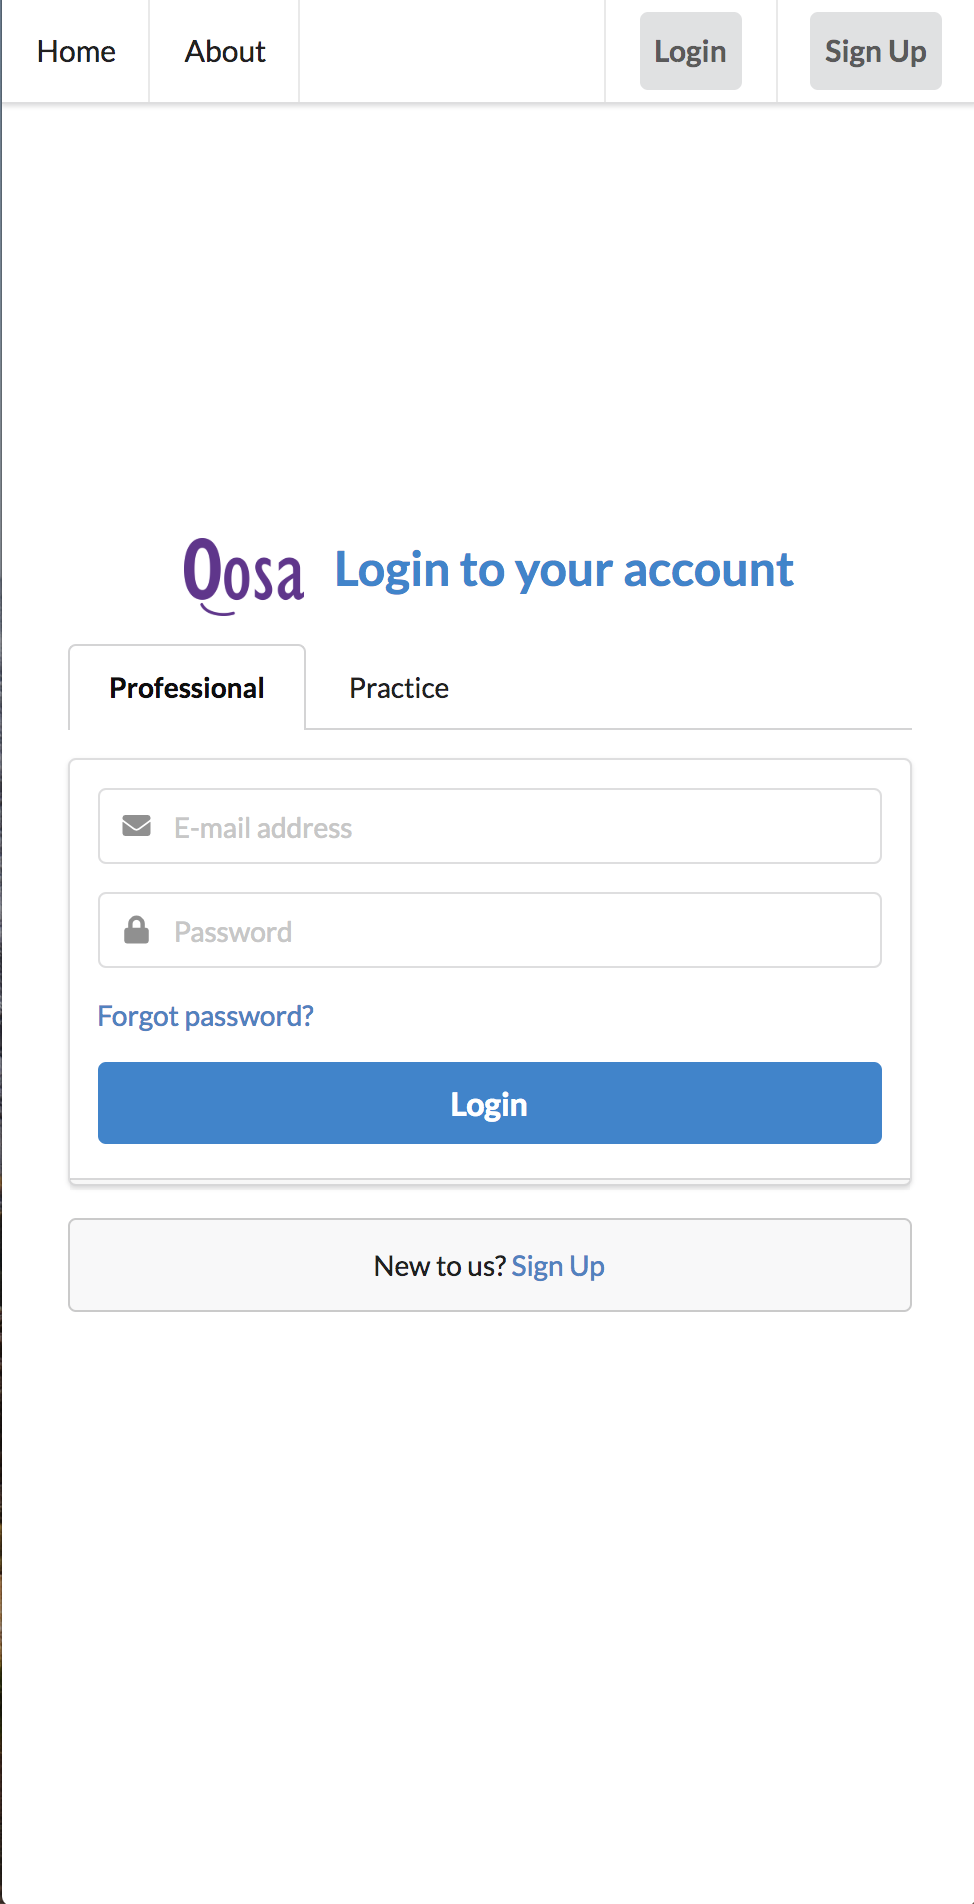 Home About Login Sign Up
Qosa Login to your account
Professional Practice
E-mail address
Password
Forgot password?
Login
New to us? Sign Up